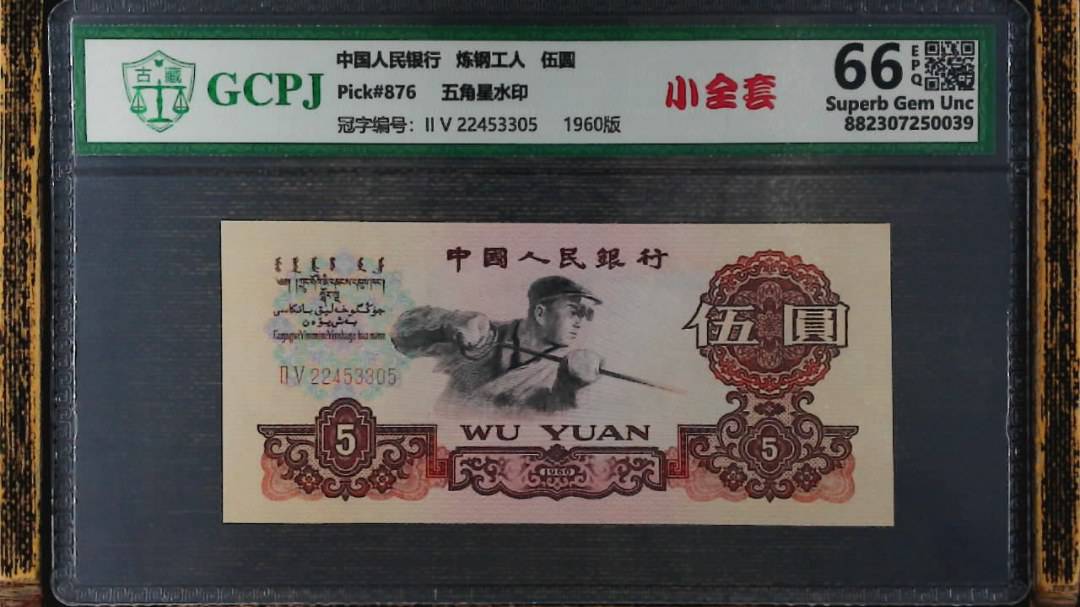 古藏
GCPJ
中国人民银行 炼钢工人 伍圆
Pick#876 五角星水印
冠字编号: II V 22453305 1960版
小全套
66 EPQ
Superb Gem Unc
882307250039
中國人民銀行
伍圓
II V 22453305
5
WU YUAN
1960
5